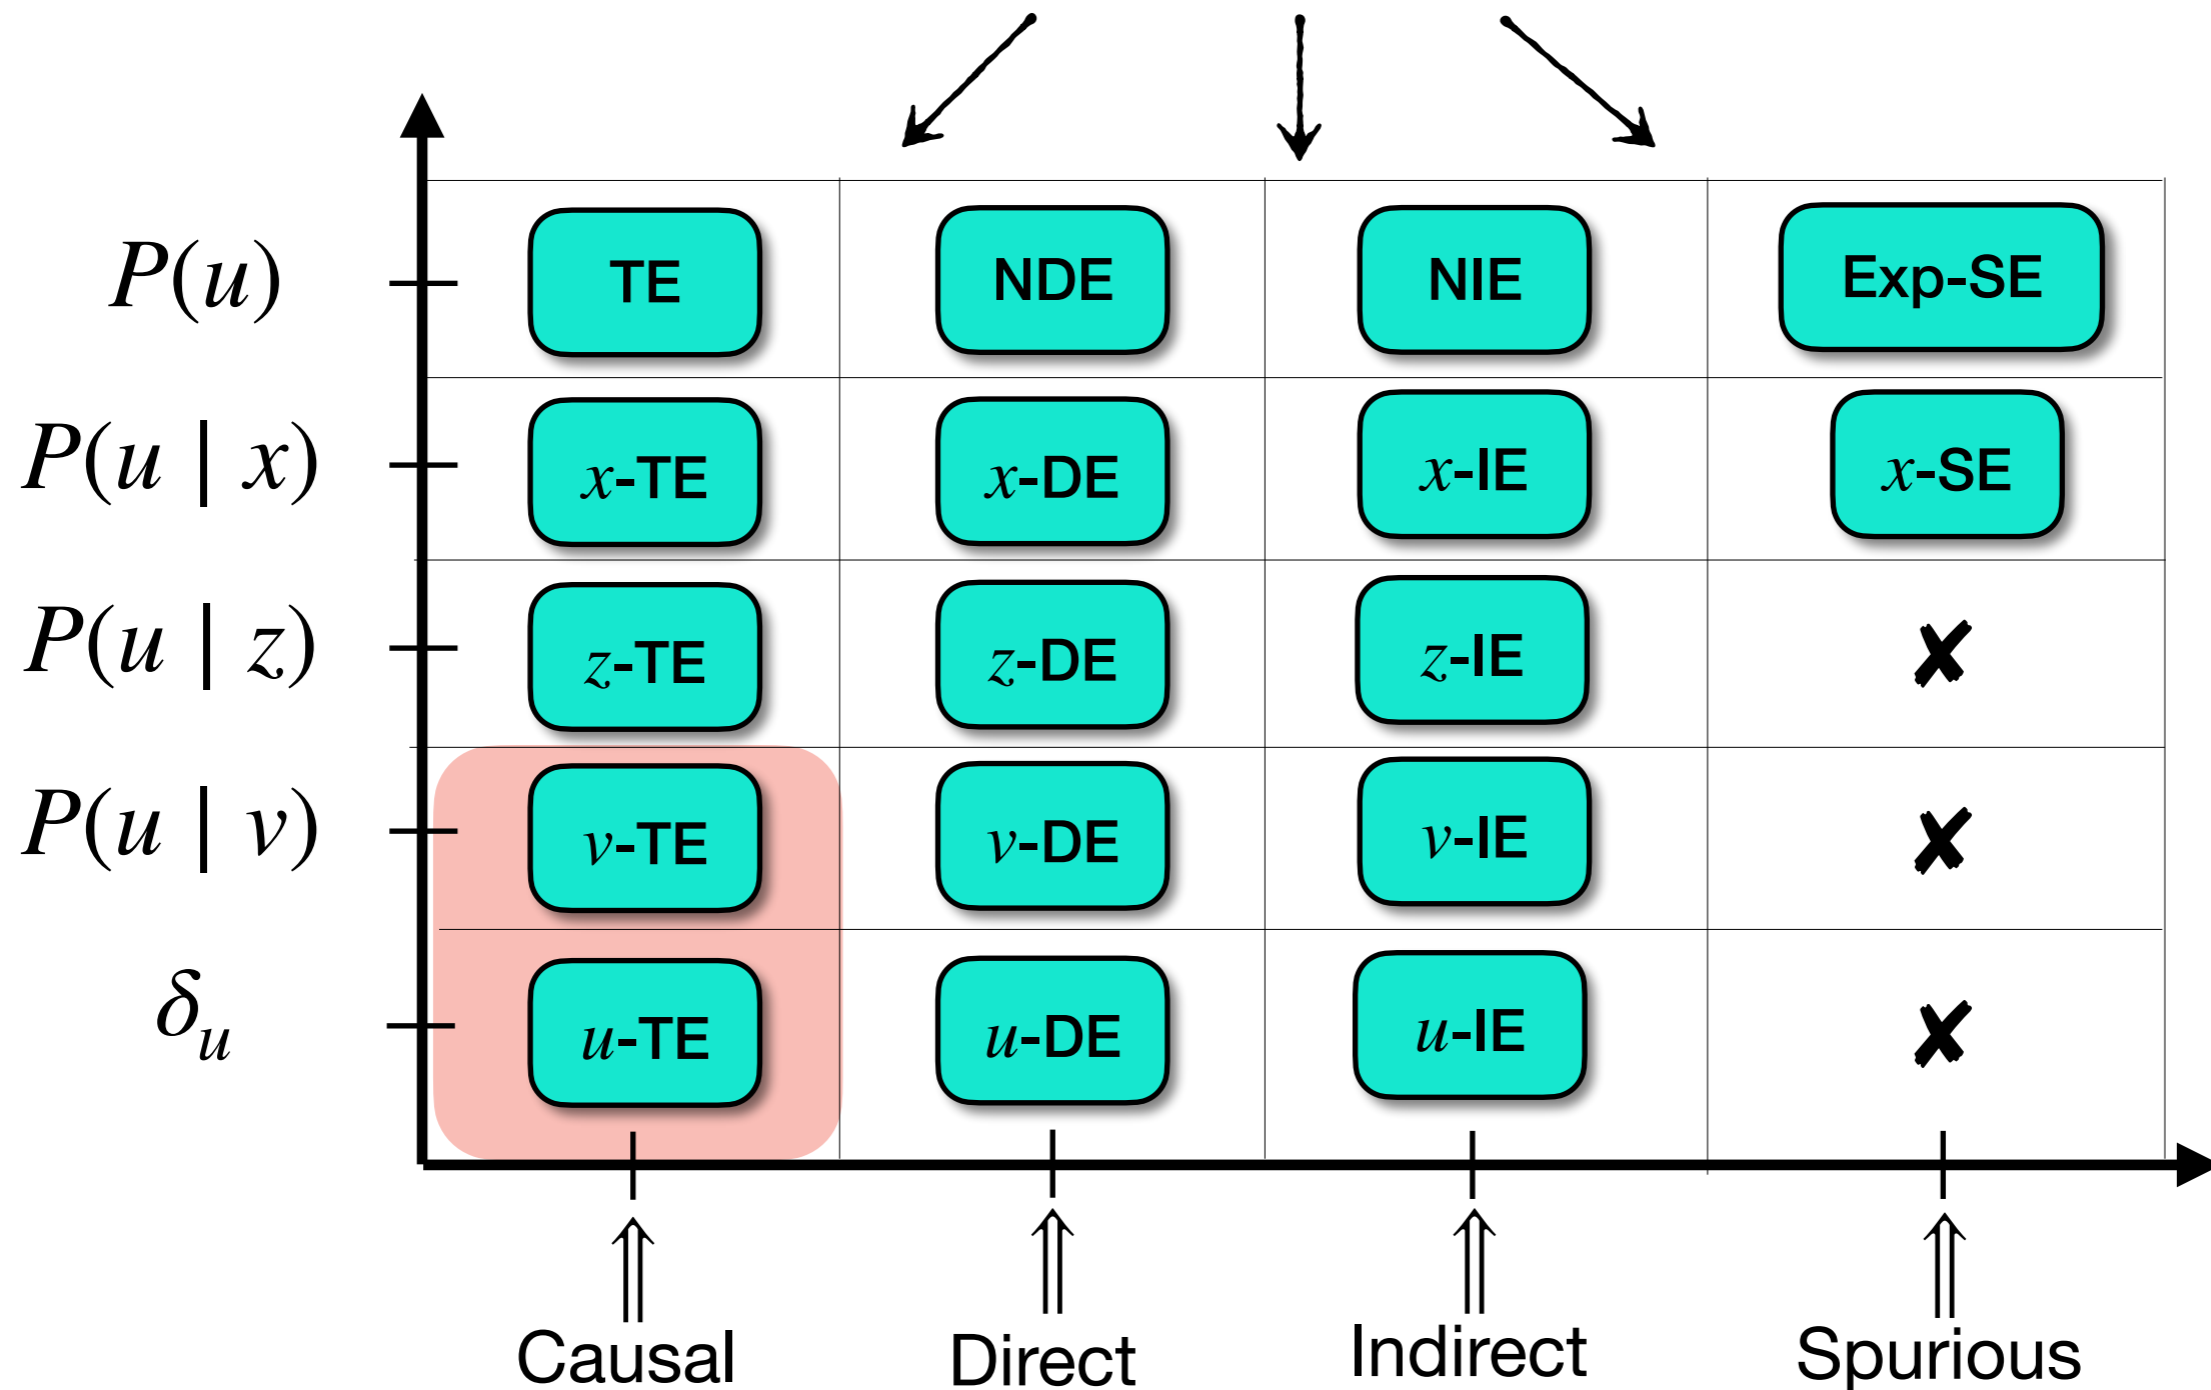 P(u) TE NDE NIE Exp-SE
P(u | x) x-TE x-DE x-IE x-SE
P(u | z) z-TE z-DE z-IE ✘
P(u | v) v-TE v-DE v-IE ✘
δ_u u-TE u-DE u-IE ✘
Causal Direct Indirect Spurious